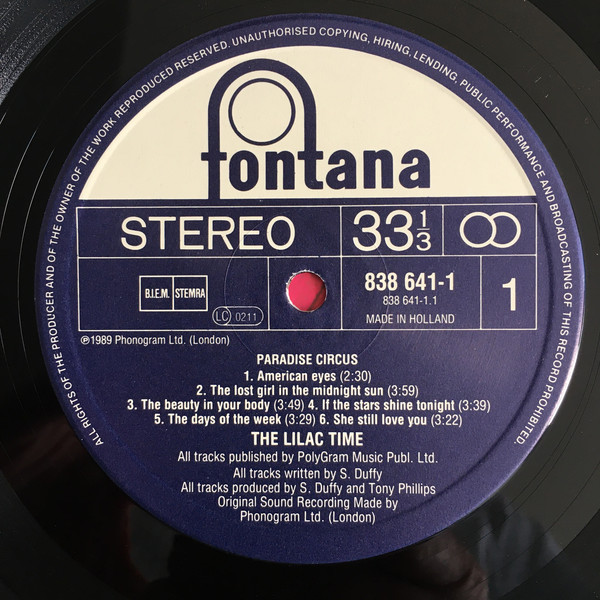 ALL RIGHTS OF THE PRODUCER AND OF THE OWNER OF THE WORK REPRODUCED RESERVED. UNAUTHORISED COPYING, HIRING, LENDING, PUBLIC PERFORMANCE AND BROADCASTING OF THIS RECORD PROHIBITED.
fontana
STEREO 33 1/3
B.I.E.M. STEMRA
LC 0211
838 641-1
838 641-1.1
MADE IN HOLLAND
1
℗1989 Phonogram Ltd. (London)
PARADISE CIRCUS
1. American eyes (2:30)
2. The lost girl in the midnight sun (3:59)
3. The beauty in your body (3:49) 4. If the stars shine tonight (3:39)
5. The days of the week (3:29) 6. She still love you (3:22)
THE LILAC TIME
All tracks published by PolyGram Music Publ. Ltd.
All tracks written by S. Duffy
All tracks produced by S. Duffy and Tony Phillips
Original Sound Recording Made by
Phonogram Ltd. (London)